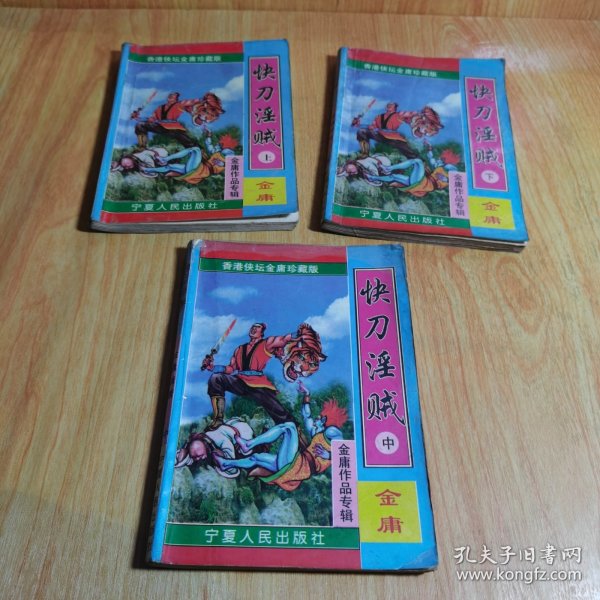 香港侠坛金庸珍藏版
快刀淫贼
上
金庸作品专辑
金庸
宁夏人民出版社
香港侠坛金庸珍藏版
快刀淫贼
下
金庸作品专辑
金庸
宁夏人民出版社
香港侠坛金庸珍藏版
快刀淫贼
中
金庸作品专辑
金庸
宁夏人民出版社
孔夫子旧书网
www.kongfz.com